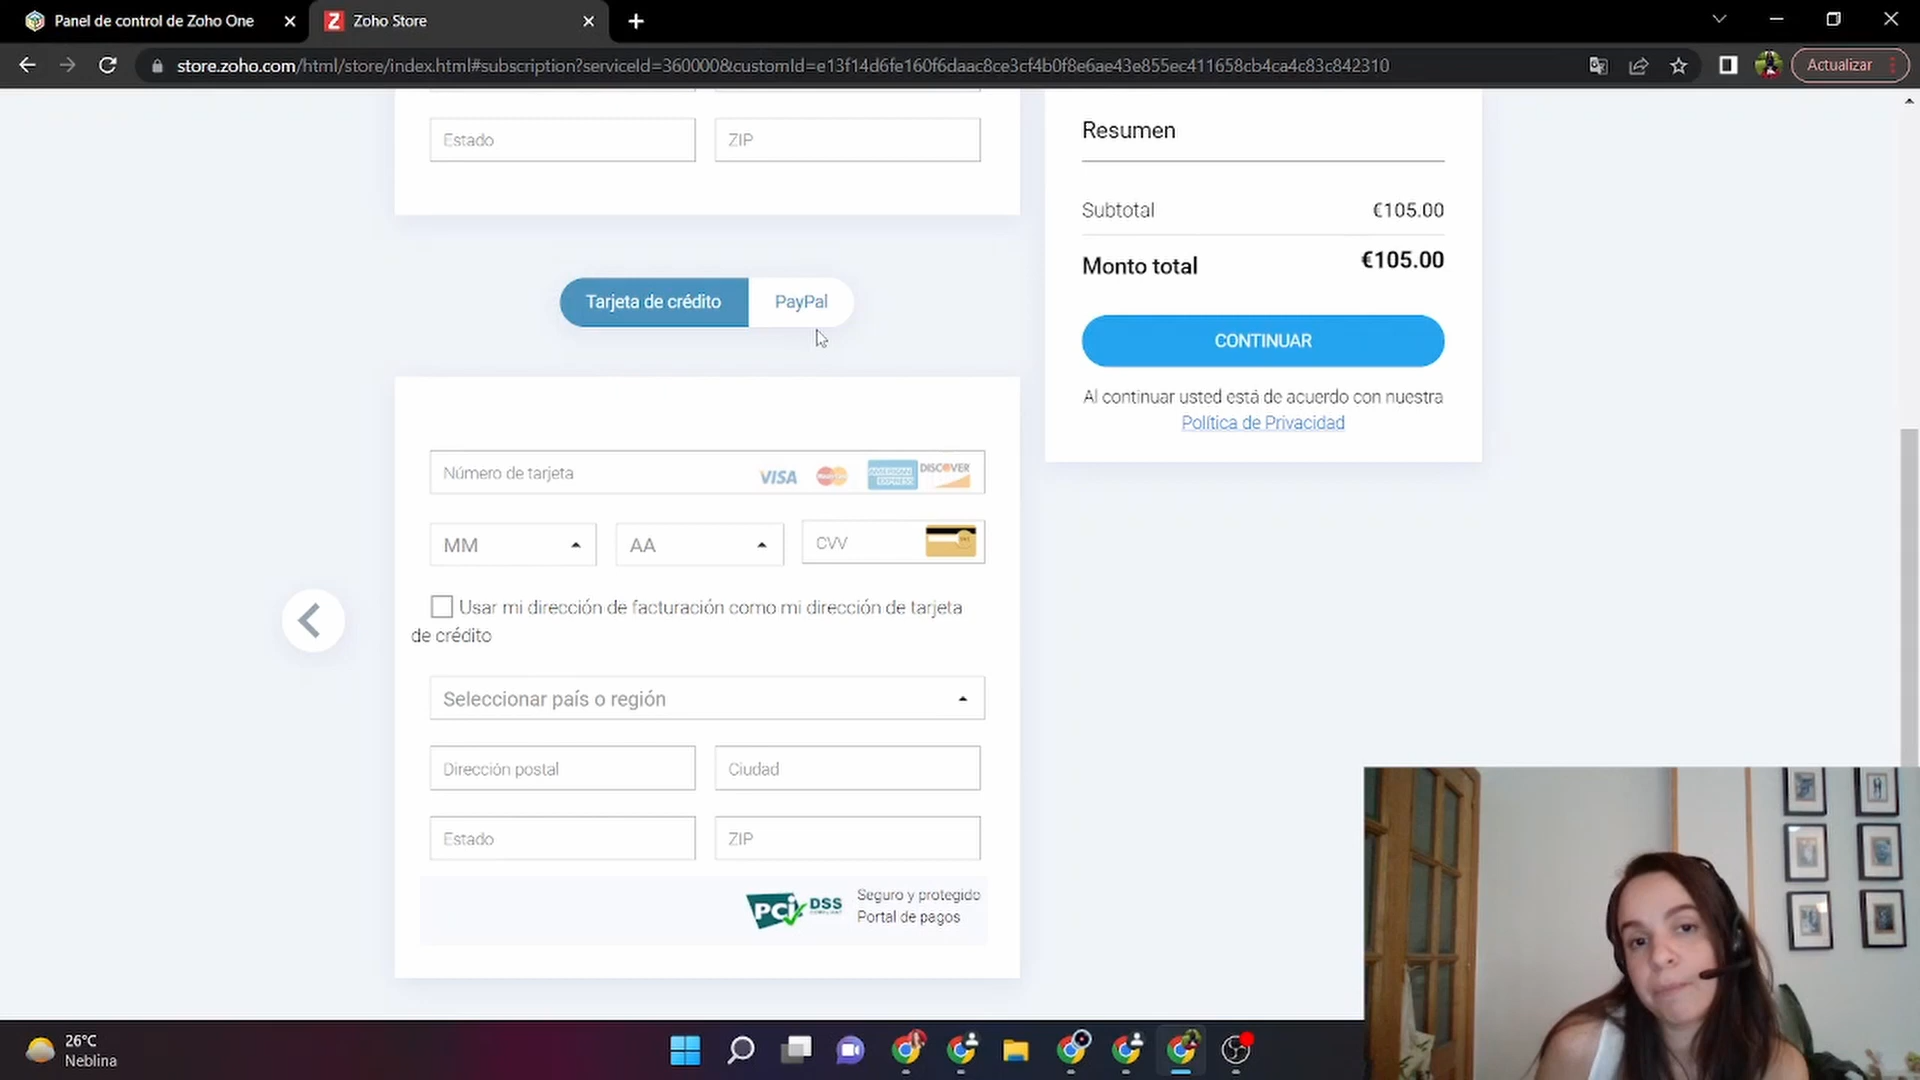 Panel de control de Zoho One
Zoho Store
store.zoho.com/html/store/index.html#subscription?serviceId=360000&customId=e13f14d6fe160f6daac8ce3cf4b0f8e6ae43e855ec411658cb4ca4c83c842310
Actualizar
Estado
ZIP
Tarjeta de crédito
PayPal
Número de tarjeta
VISA
MasterCard
AMERICAN
EXPRESS
DISCOVER
MM
AA
CVV
Usar mi dirección de facturación como mi dirección de tarjeta
de crédito
Seleccionar país o región
Dirección postal
Ciudad
Estado
ZIP
PCI DSS
COMPLIANT
Seguro y protegido
Portal de pagos
Resumen
Subtotal
€105.00
Monto total
€105.00
CONTINUAR
Al continuar usted está de acuerdo con nuestra
Política de Privacidad
26°C
Neblina